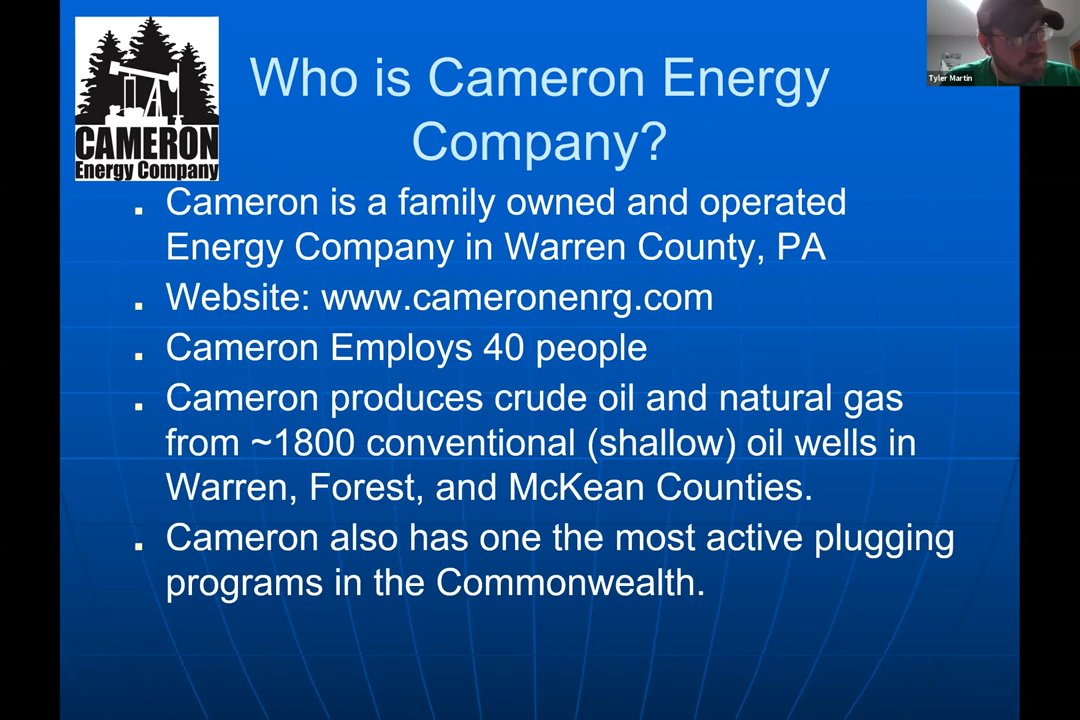 CAMERON
Energy Company
Who is Cameron Energy
Company?
Tyler Martin
. Cameron is a family owned and operated
Energy Company in Warren County, PA
. Website: www.cameronenrg.com
. Cameron Employs 40 people
. Cameron produces crude oil and natural gas
from ~1800 conventional (shallow) oil wells in
Warren, Forest, and McKean Counties.
. Cameron also has one the most active plugging
programs in the Commonwealth.